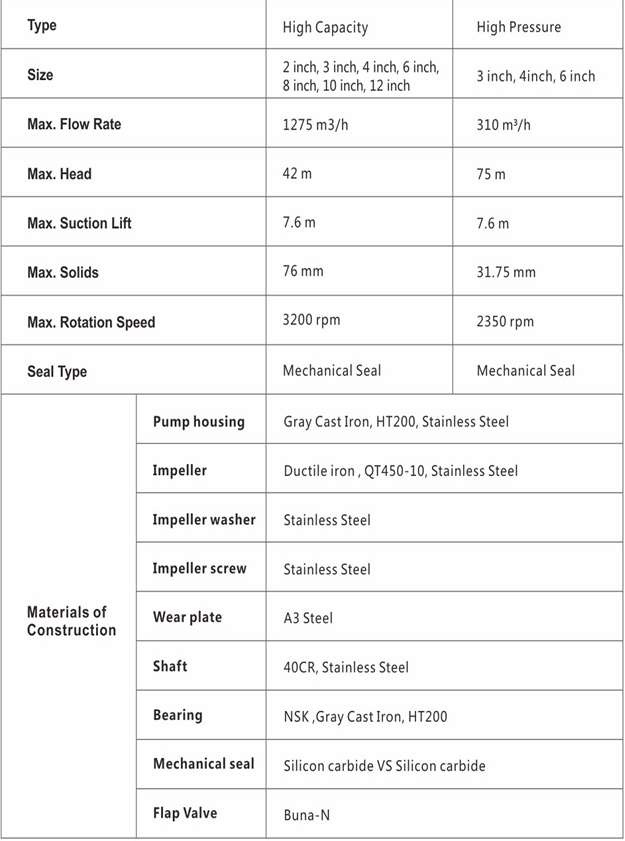 Type
High Capacity
High Pressure
Size
2 inch, 3 inch, 4 inch, 6 inch,
8 inch, 10 inch, 12 inch
3 inch, 4inch, 6 inch
Max. Flow Rate
1275 m3/h
310 m³/h
Max. Head
42 m
75 m
Max. Suction Lift
7.6 m
7.6 m
Max. Solids
76 mm
31.75 mm
Max. Rotation Speed
3200 rpm
2350 rpm
Seal Type
Mechanical Seal
Mechanical Seal
Materials of
Construction
Pump housing
Gray Cast Iron, HT200, Stainless Steel
Impeller
Ductile iron , QT450-10, Stainless Steel
Impeller washer
Stainless Steel
Impeller screw
Stainless Steel
Wear plate
A3 Steel
Shaft
40CR, Stainless Steel
Bearing
NSK ,Gray Cast Iron, HT200
Mechanical seal
Silicon carbide VS Silicon carbide
Flap Valve
Buna-N